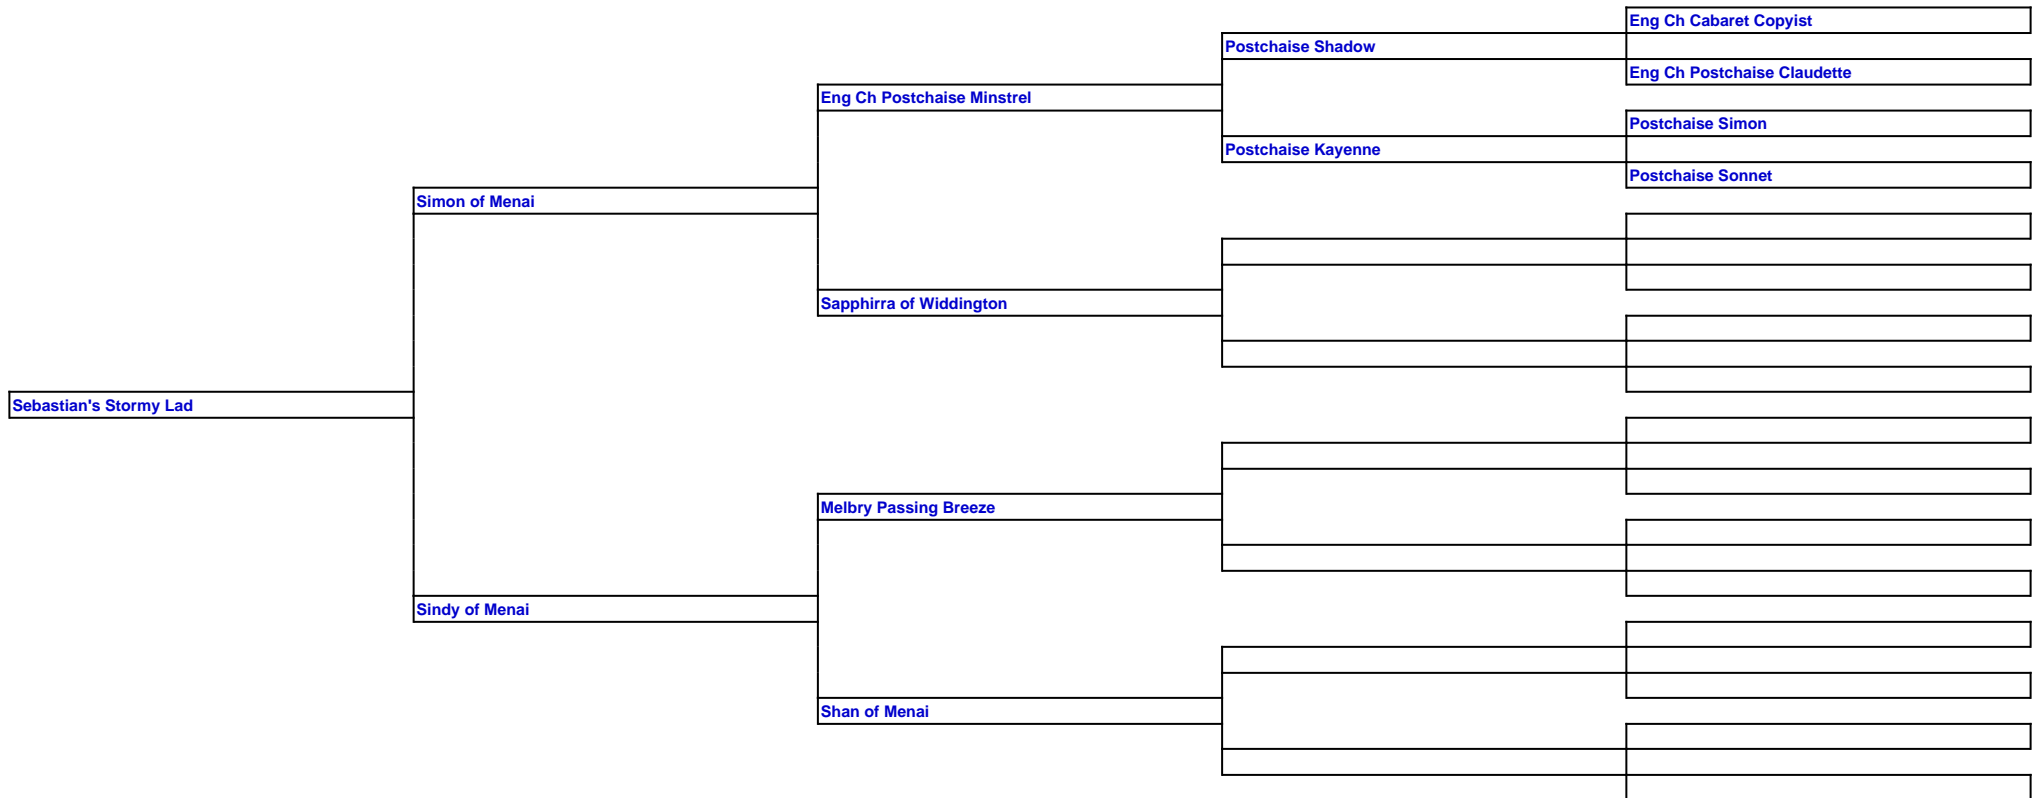 Eng Ch Cabaret Copyist
Postchaise Shadow
Eng Ch Postchaise Claudette
Eng Ch Postchaise Minstrel
Postchaise Simon
Postchaise Kayenne
Postchaise Sonnet
Simon of Menai
Sapphirra of Widdington
Sebastian's Stormy Lad
Melbry Passing Breeze
Sindy of Menai
Shan of Menai